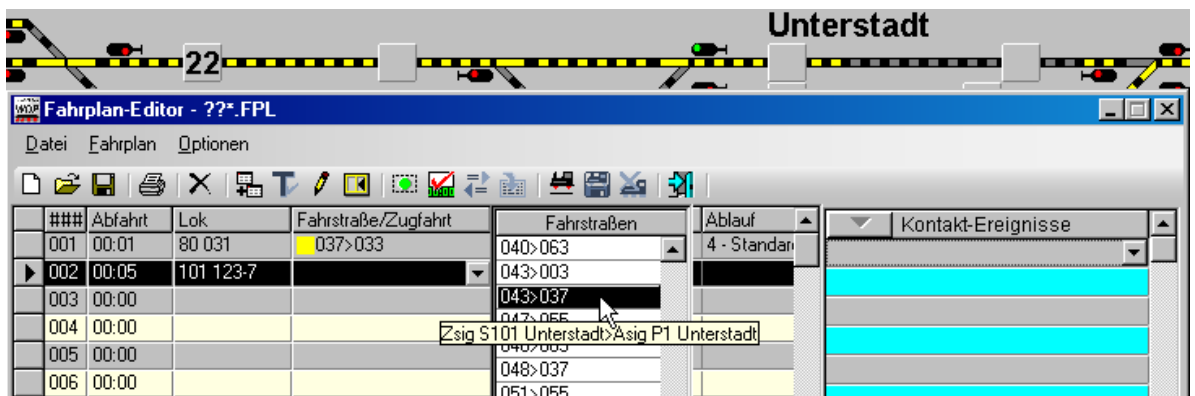 Unterstadt
22
Fahrplan-Editor - ??*.FPL
Datei Fahrplan Optionen
### Abfahrt Lok Fahrstraße/Zugfahrt Fahrstraßen Ablauf Kontakt-Ereignisse
001 00:01 80 031 037>033 040>063 4 - Standar
002 00:05 101 123-7 043>003
003 00:00 043>037
004 00:00 Zsig S101 Unterstadt>Asig P1 Unterstadt
005 00:00
048>037
006 00:00 051>055